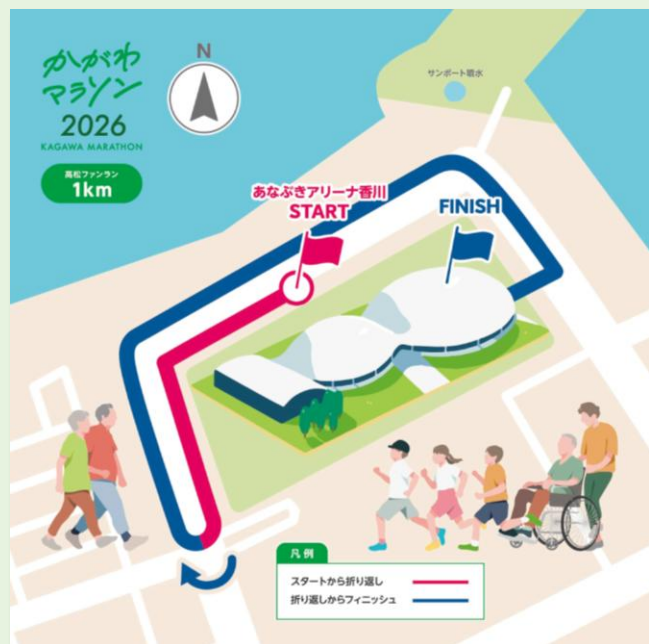 かがわ
マラソン
2026
KAGAWA MARATHON
高松ファンラン
1km
N
サンポート噴水
あなぶきアリーナ香川
START
FINISH
凡例
スタートから折り返し
折り返しからフィニッシュ